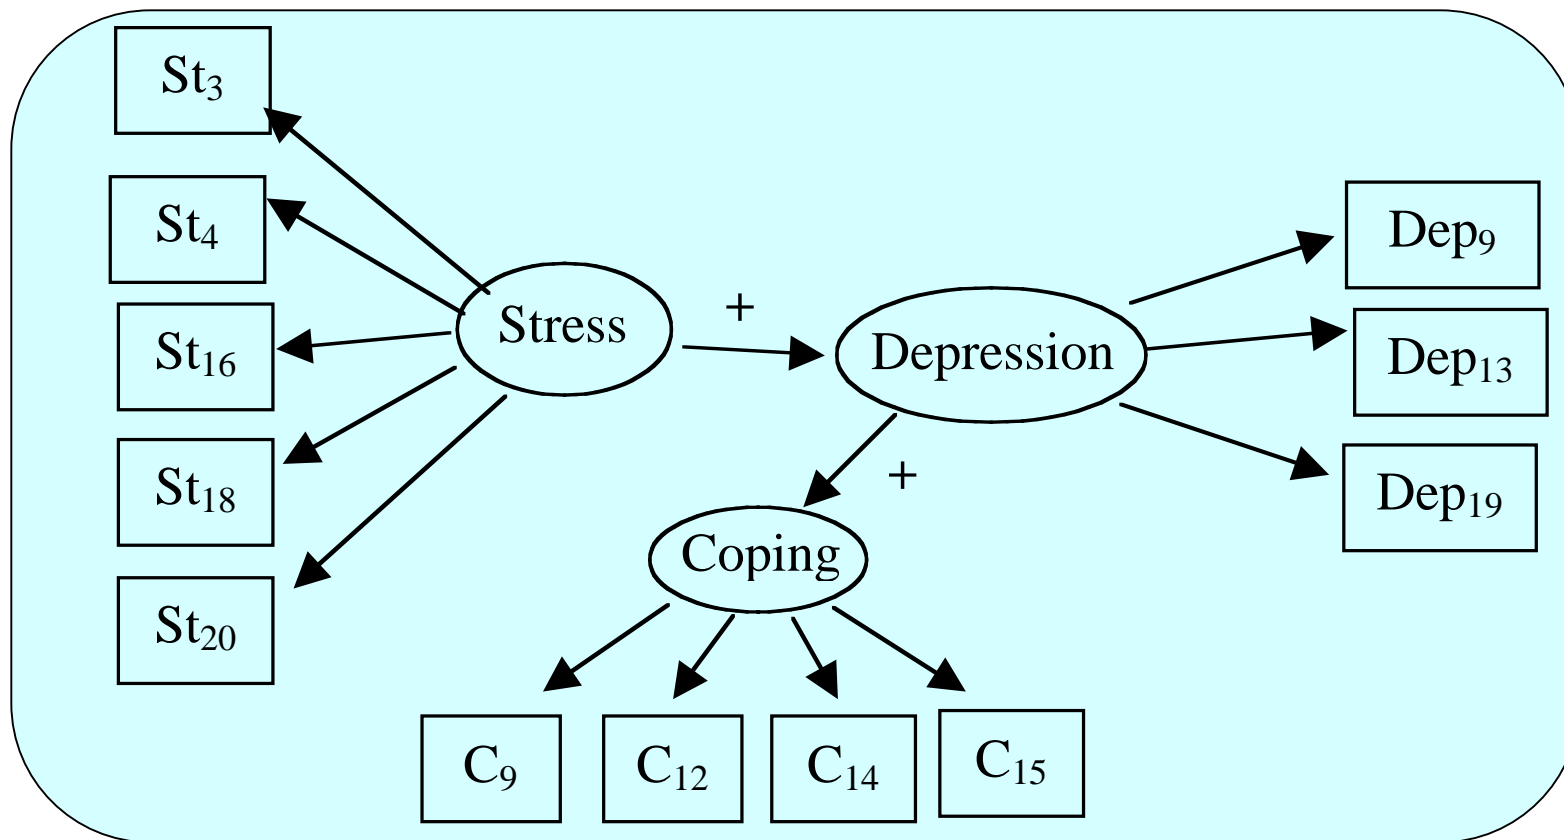 St₃
St₄
St₁₆
St₁₈
St₂₀
Stress
+
Depression
+
Coping
Dep₉
Dep₁₃
Dep₁₉
C₉
C₁₂
C₁₄
C₁₅